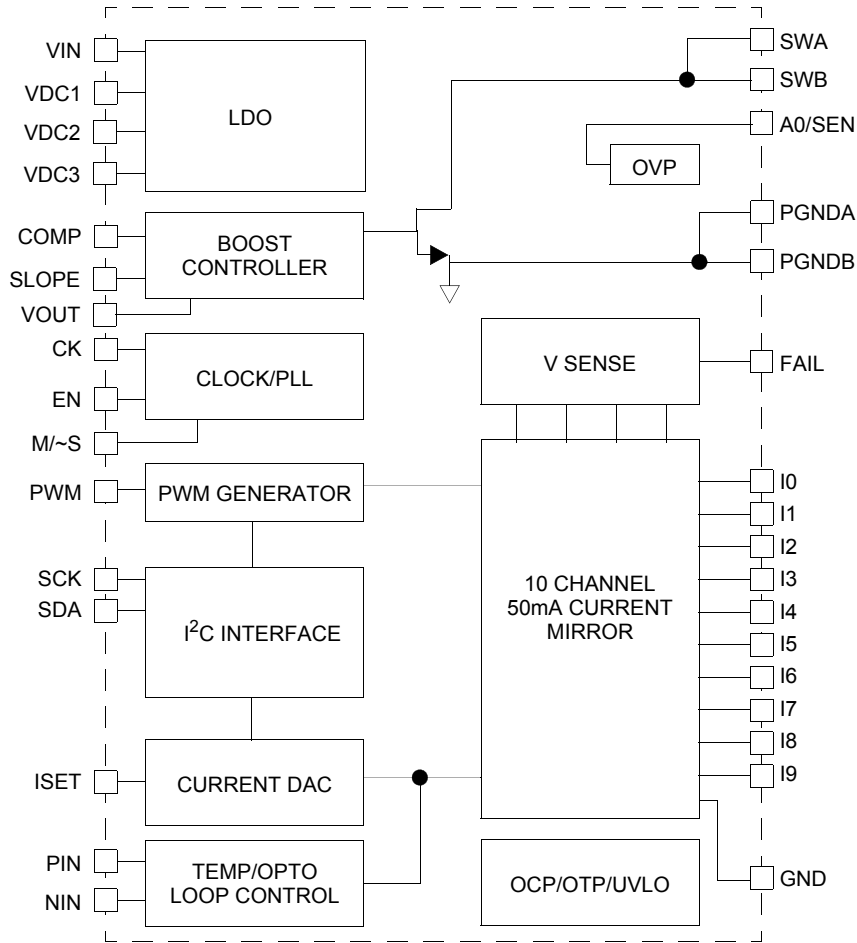 VIN
VDC1
VDC2
VDC3
LDO
SWA
SWB
A0/SEN
OVP
PGNDA
PGNDB
COMP
SLOPE
VOUT
BOOST
CONTROLLER
CK
EN
M/~S
CLOCK/PLL
V SENSE
FAIL
PWM
PWM GENERATOR
SCK
SDA
I²C INTERFACE
10 CHANNEL
50mA CURRENT
MIRROR
I0
I1
I2
I3
I4
I5
I6
I7
I8
I9
ISET
CURRENT DAC
PIN
NIN
TEMP/OPTO
LOOP CONTROL
OCP/OTP/UVLO
GND